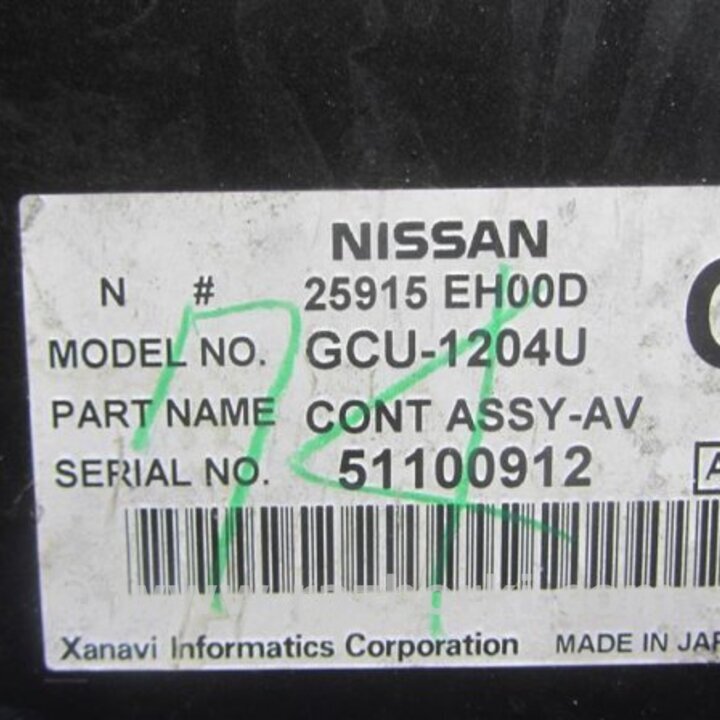 NISSAN
N # 25915 EH00D
MODEL NO. GCU-1204U
PART NAME CONT ASSY-AV
SERIAL NO. 51100912
74
Xanavi Informatics Corporation MADE IN JAP